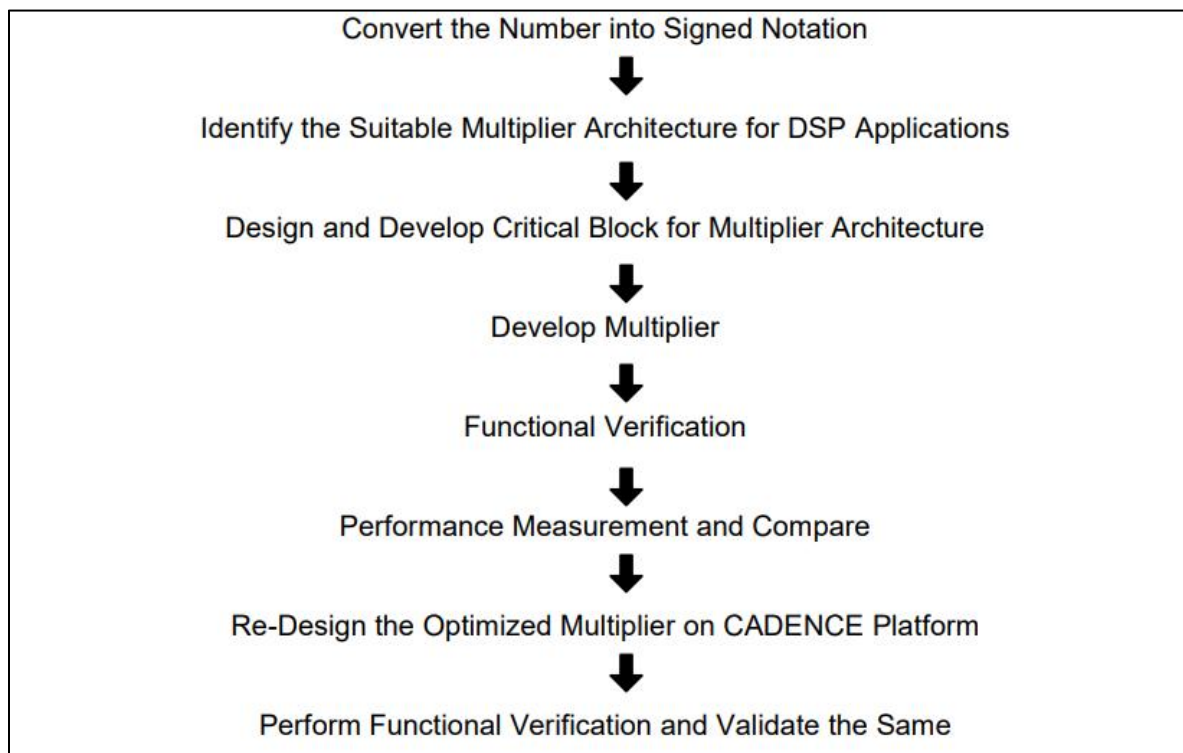 Convert the Number into Signed Notation
Identify the Suitable Multiplier Architecture for DSP Applications
Design and Develop Critical Block for Multiplier Architecture
Develop Multiplier
Functional Verification
Performance Measurement and Compare
Re-Design the Optimized Multiplier on CADENCE Platform
Perform Functional Verification and Validate the Same